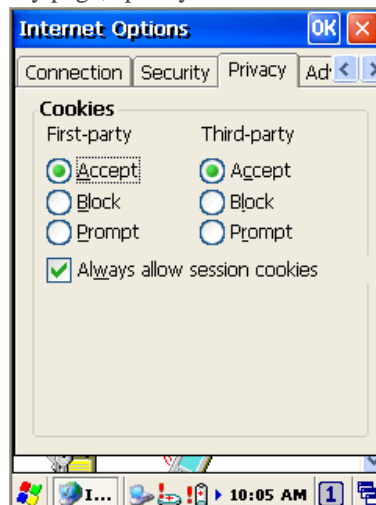 Internet Options OK
Connection Security Privacy Ad
Cookies
First-party Third-party
Accept Accept
Block Block
Prompt Prompt
Always allow session cookies
I... 10:05 AM 1